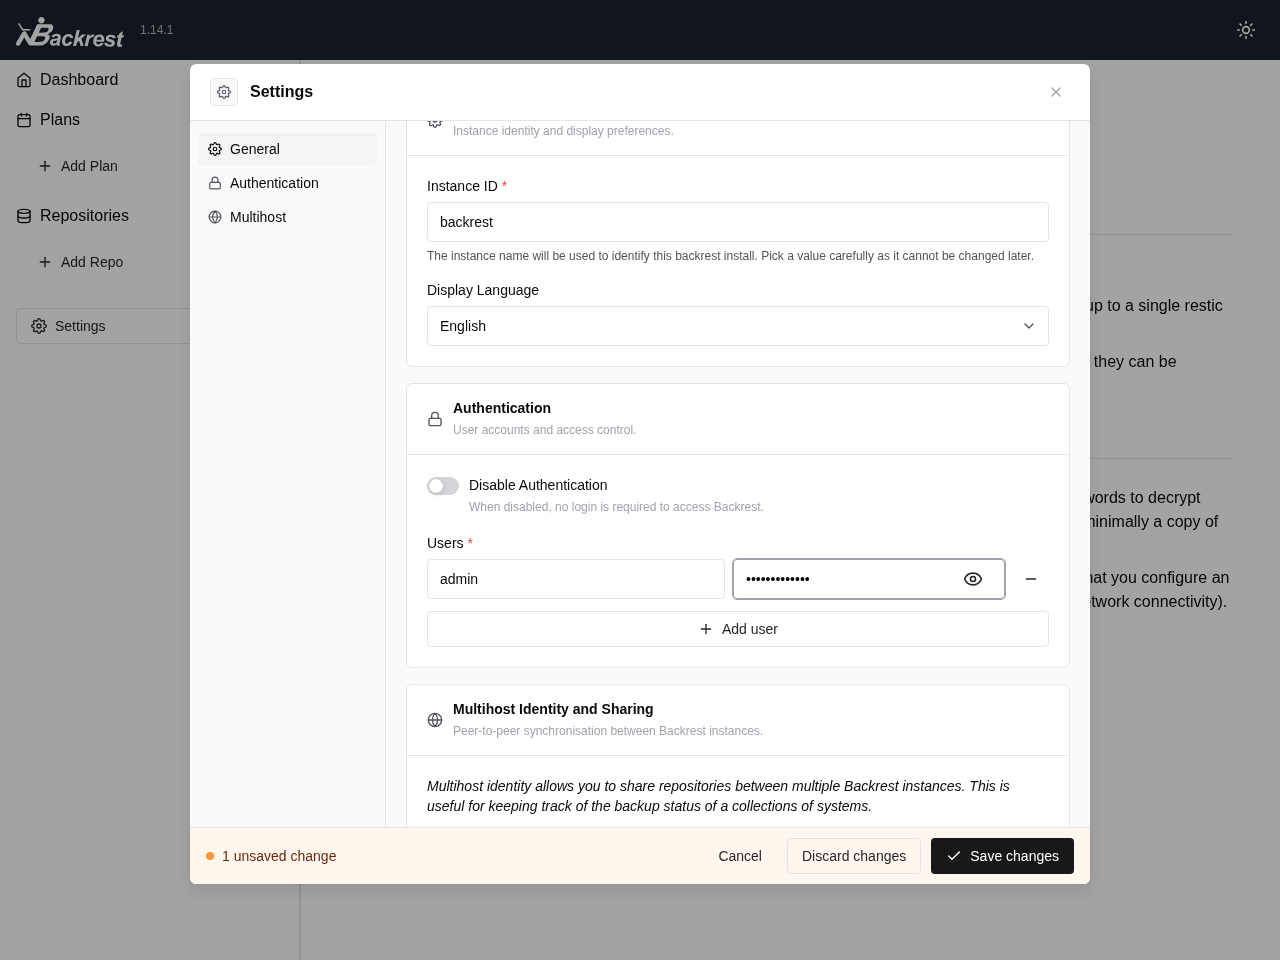 Backrest
1.14.1
Dashboard
Plans
Add Plan
Repositories
Add Repo
Settings
Settings
General
Authentication
Multihost
Instance identity and display preferences.
Instance ID *
backrest
The instance name will be used to identify this backrest install. Pick a value carefully as it cannot be changed later.
Display Language
English
Authentication
User accounts and access control.
Disable Authentication
When disabled, no login is required to access Backrest.
Users *
admin
•••••••••••••
Add user
Multihost Identity and Sharing
Peer-to-peer synchronisation between Backrest instances.
Multihost identity allows you to share repositories between multiple Backrest instances. This is
useful for keeping track of the backup status of a collections of systems.
1 unsaved change
Cancel
Discard changes
Save changes
to a single restic
they can be
to decrypt
a copy of
you configure an
connectivity).